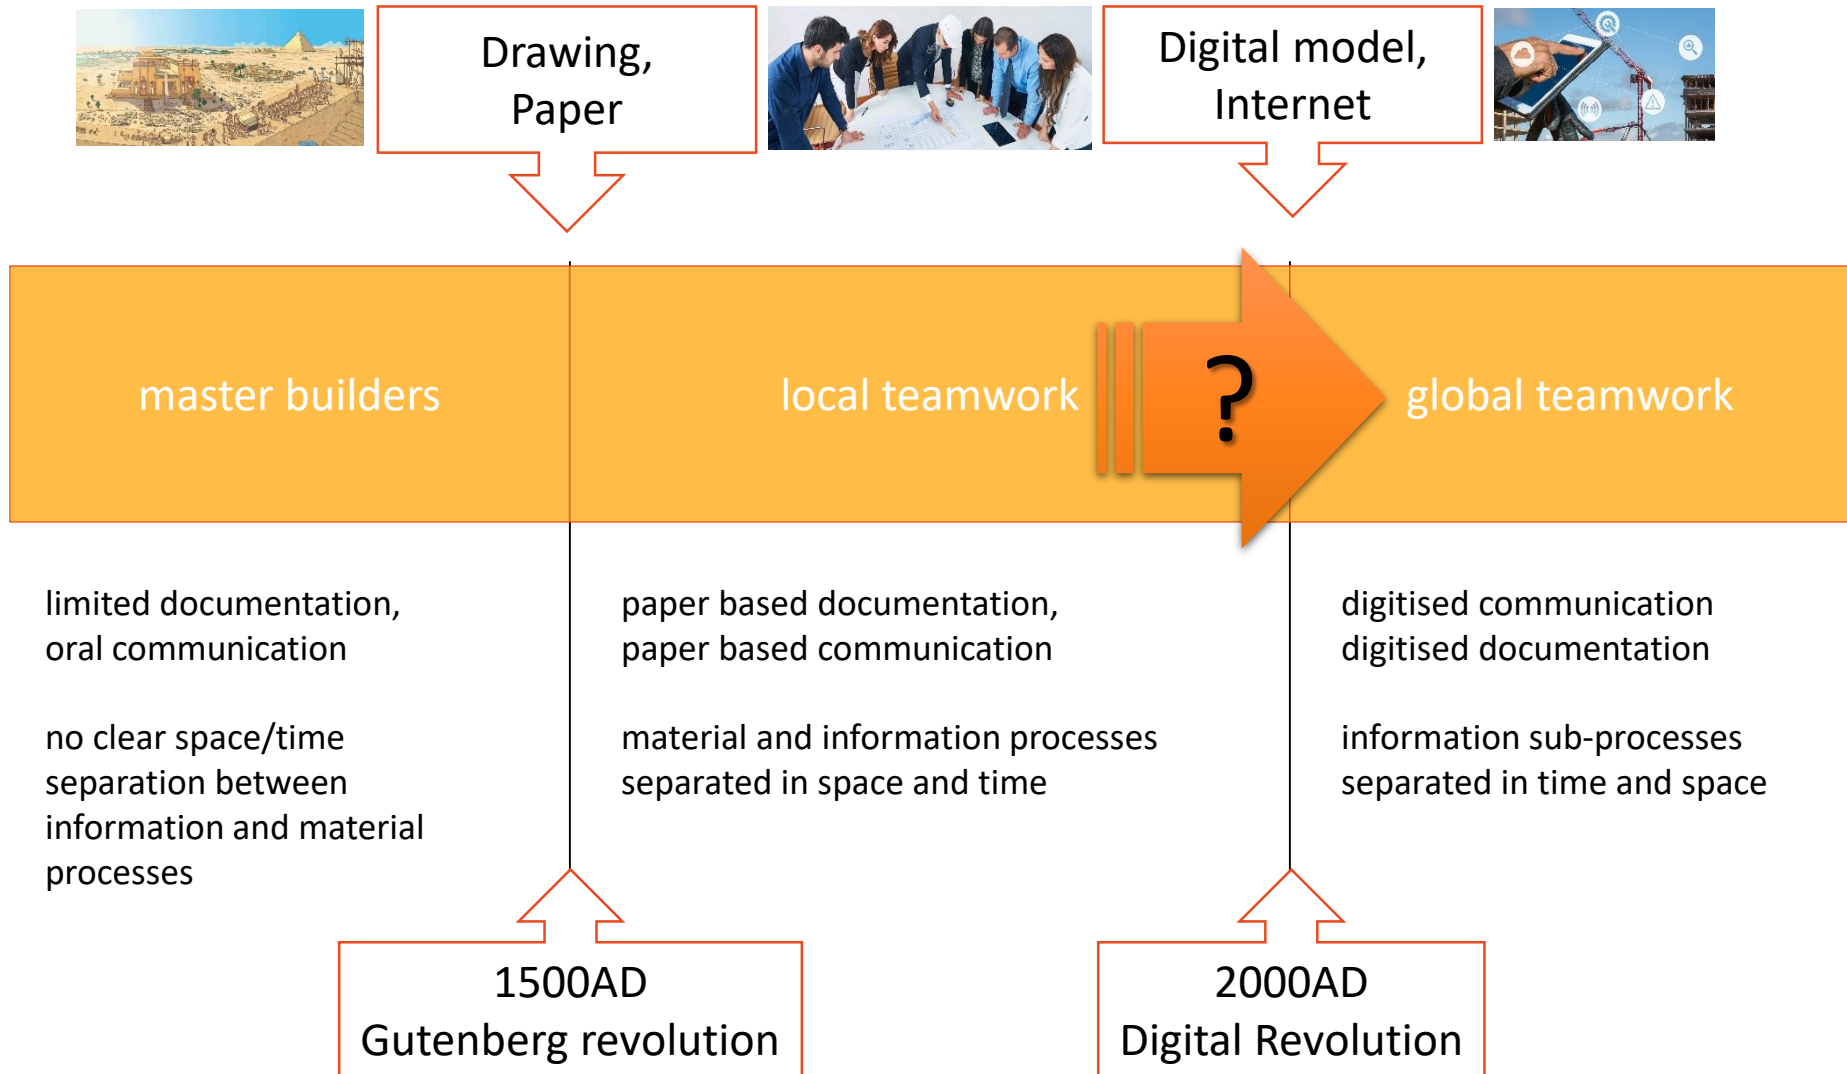 Drawing,
Paper
Digital model,
Internet
master builders
local teamwork
?
global teamwork
limited documentation,
oral communication
no clear space/time
separation between
information and material
processes
paper based documentation,
paper based communication
material and information processes
separated in space and time
digitised communication
digitised documentation
information sub-processes
separated in time and space
1500AD
Gutenberg revolution
2000AD
Digital Revolution